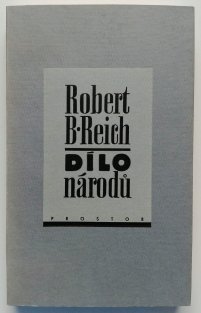 Robert
B·Reich
DÍLO
národů
PROSTOR